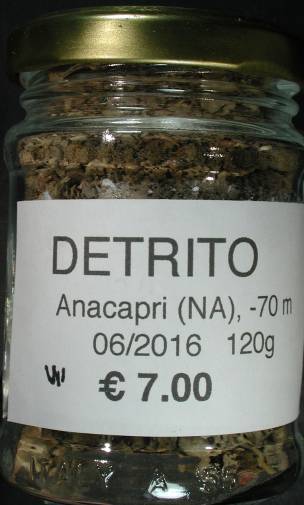 DETRITO
Anacapri (NA), -70 m
06/2016 120g
€ 7.00